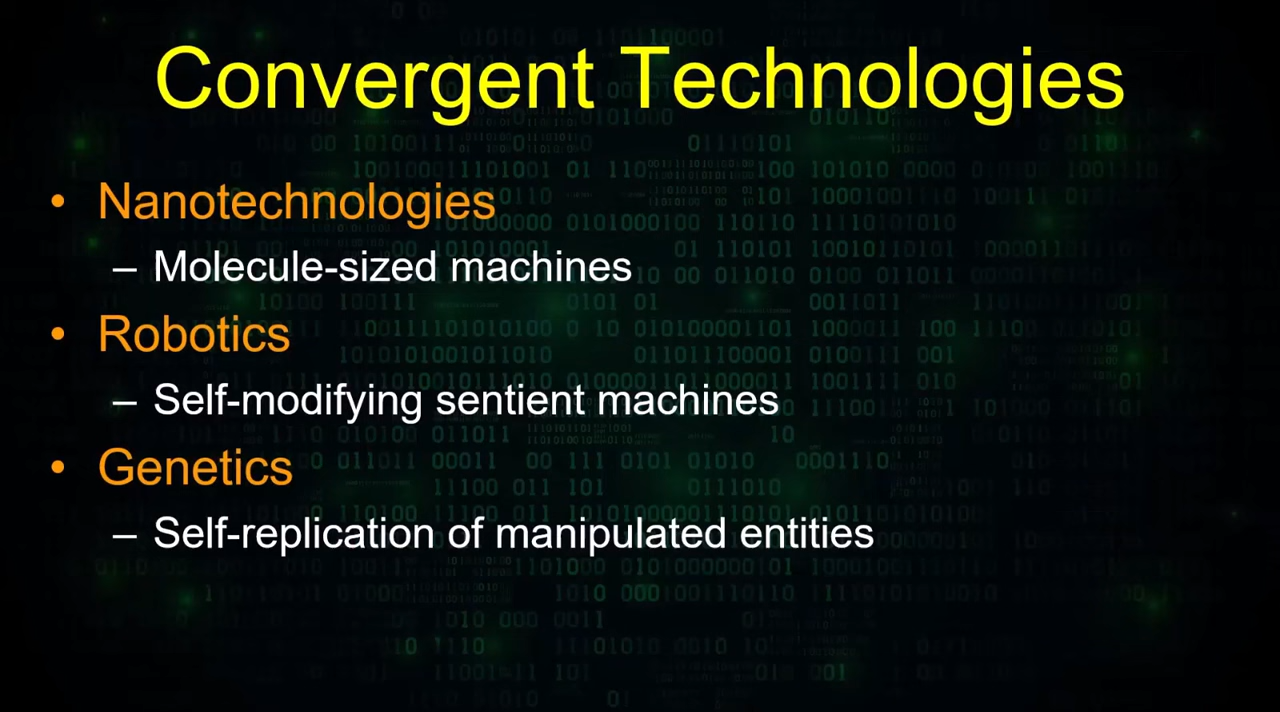 Convergent Technologies
• Nanotechnologies
– Molecule-sized machines
• Robotics
– Self-modifying sentient machines
• Genetics
– Self-replication of manipulated entities